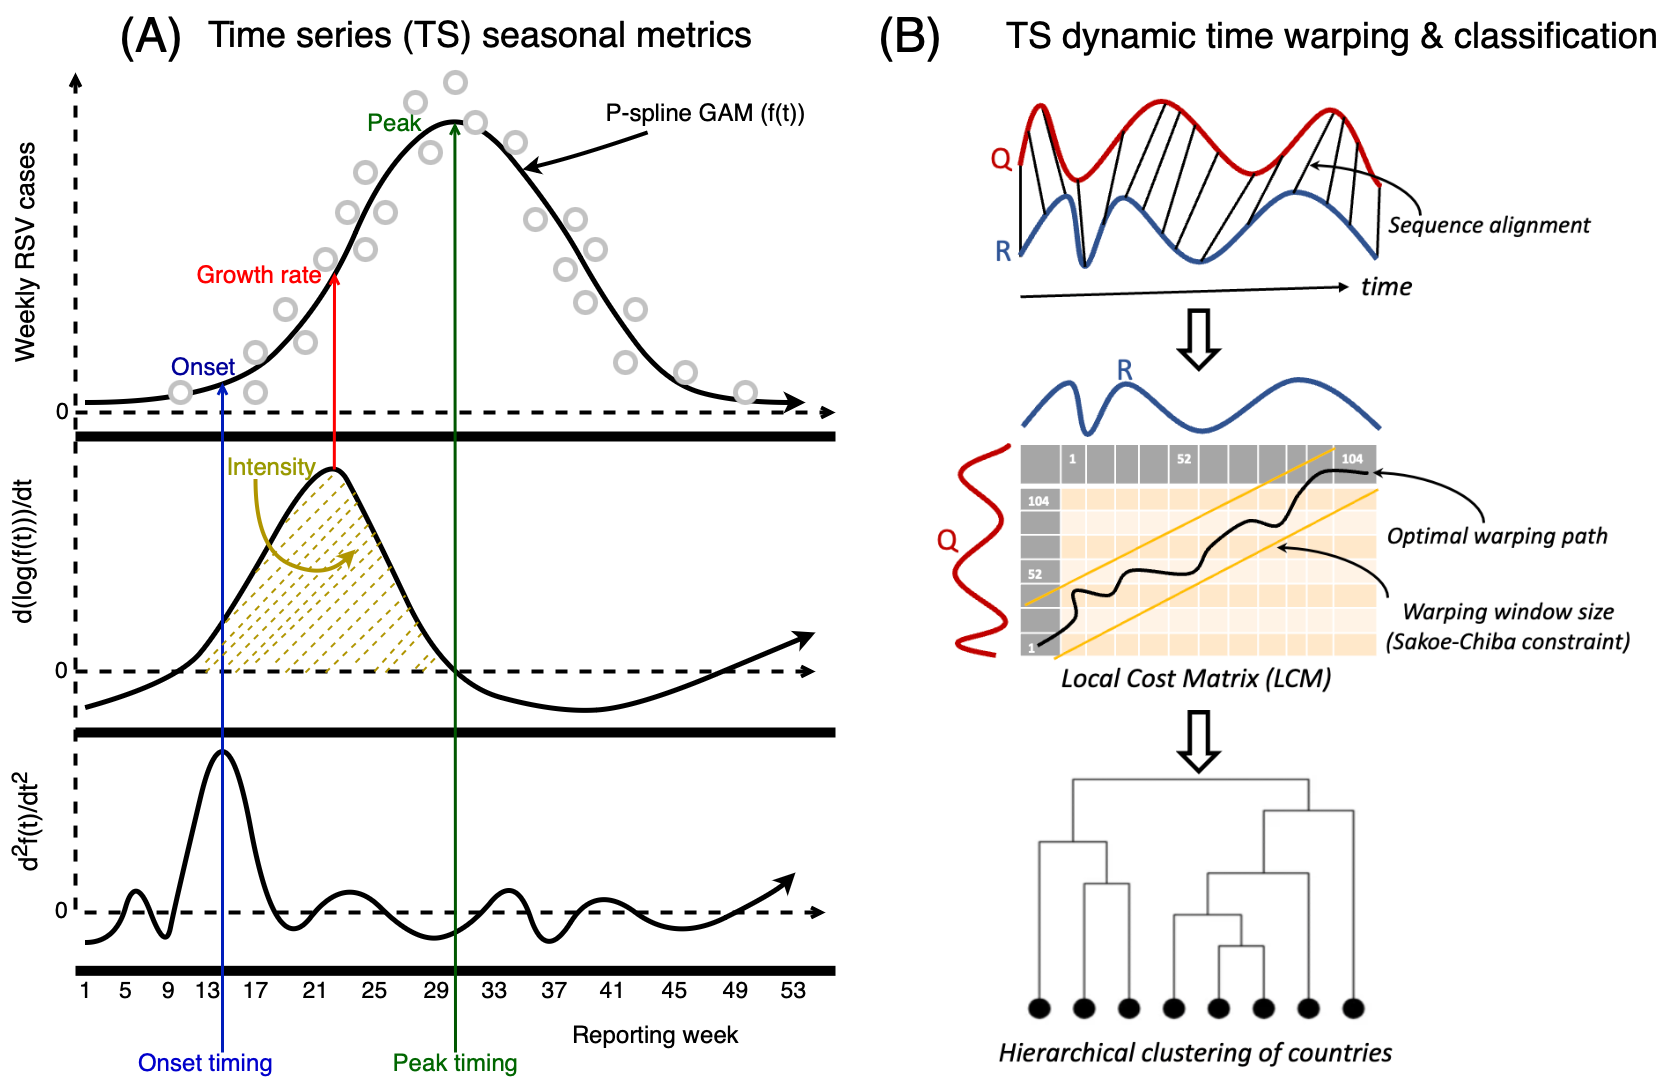 (A) Time series (TS) seasonal metrics
Weekly RSV cases
Peak
P-spline GAM (f(t))
Growth rate
Onset
0
d(log(f(t)))/dt
Intensity
0
d²f(t)/dt²
0
1 5 9 13 17 21 25 29 33 37 41 45 49 53
Reporting week
Onset timing
Peak timing
(B) TS dynamic time warping & classification
Q
R
Sequence alignment
time
R
Q
1 52 104
104
52
1
Optimal warping path
Warping window size
(Sakoe-Chiba constraint)
Local Cost Matrix (LCM)
Hierarchical clustering of countries